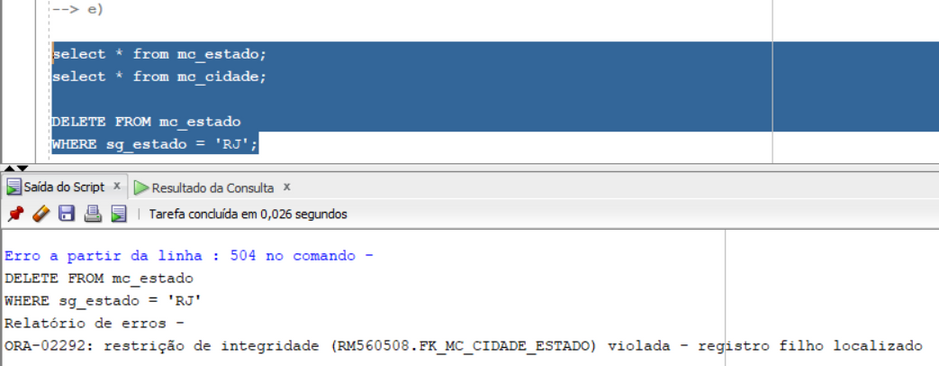 --> e)
select * from mc_estado;
select * from mc_cidade;
DELETE FROM mc_estado
WHERE sg_estado = 'RJ';
Saída do Script x Resultado da Consulta x
Tarefa concluída em 0,026 segundos
Erro a partir da linha : 504 no comando -
DELETE FROM mc_estado
WHERE sg_estado = 'RJ'
Relatório de erros -
ORA-02292: restrição de integridade (RM560508.FK_MC_CIDADE_ESTADO) violada - registro filho localizado